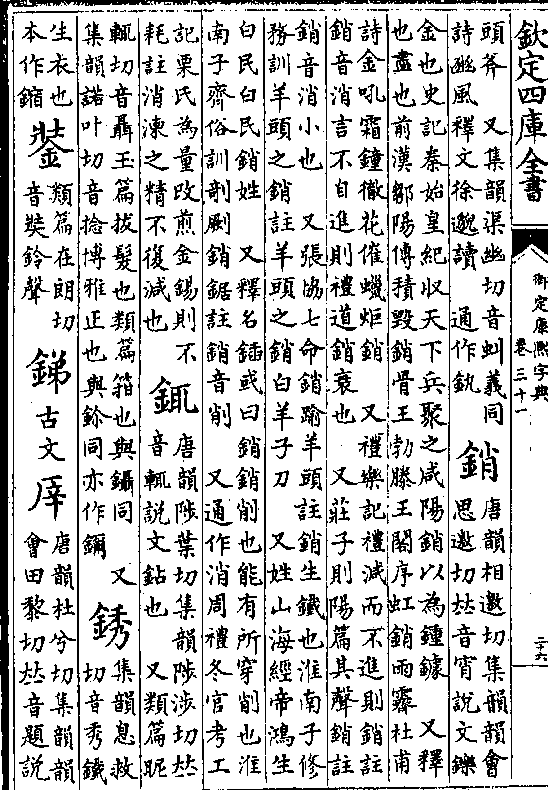 欽定四庫全書
御定康熙字典
卷三十一
二十六
頭斧 又集韻渠幽切音虯義同
詩豳風釋文徐邈讀 通作銶
銷
唐韻相邀切集韻韻會
思邀切𠀤音宵說文鑠
金也史記秦始皇紀收天下兵聚之咸陽銷以為鍾鐻 又釋
也盡也前漢鄒陽傳積毀銷骨王勃滕王閣序虹銷雨霽杜甫
詩金吼霜鐘徹花催蠟炬銷 又禮樂記禮減而不進則銷註
銷音消言不自進則禮道銷衰也 又莊子則陽篇其聲銷註
銷音消小也 又張協七命銷踰羊頭註銷生鐵也淮南子修
務訓羊頭之銷註羊頭之銷白羊子刀 又姓山海經帝鴻生
白民白民銷姓 又釋名鍤或曰銷銷削也能有所穿削也淮
南子齊俗訓剞劂銷鋸註銷音削 又通作消周禮冬官考工
記栗氏為量改煎金錫則不
耗註消湅之精不復減也
銸
唐韻陟葉切集韻陟涉切𠀤
音輒說文鉆也 又類篇昵
輒切音聶玉篇拔髮也類篇箝也與鑷同 又
集韻諾叶切音捻博雅正也與鉩同亦作鑈
銹
集韻息救
切音秀鐵
生衣也
本作鏥
類篇在朗切
音奘鈴聲
銻
古文
厗
唐韻杜兮切集韻韻
會田黎切𠀤音題說